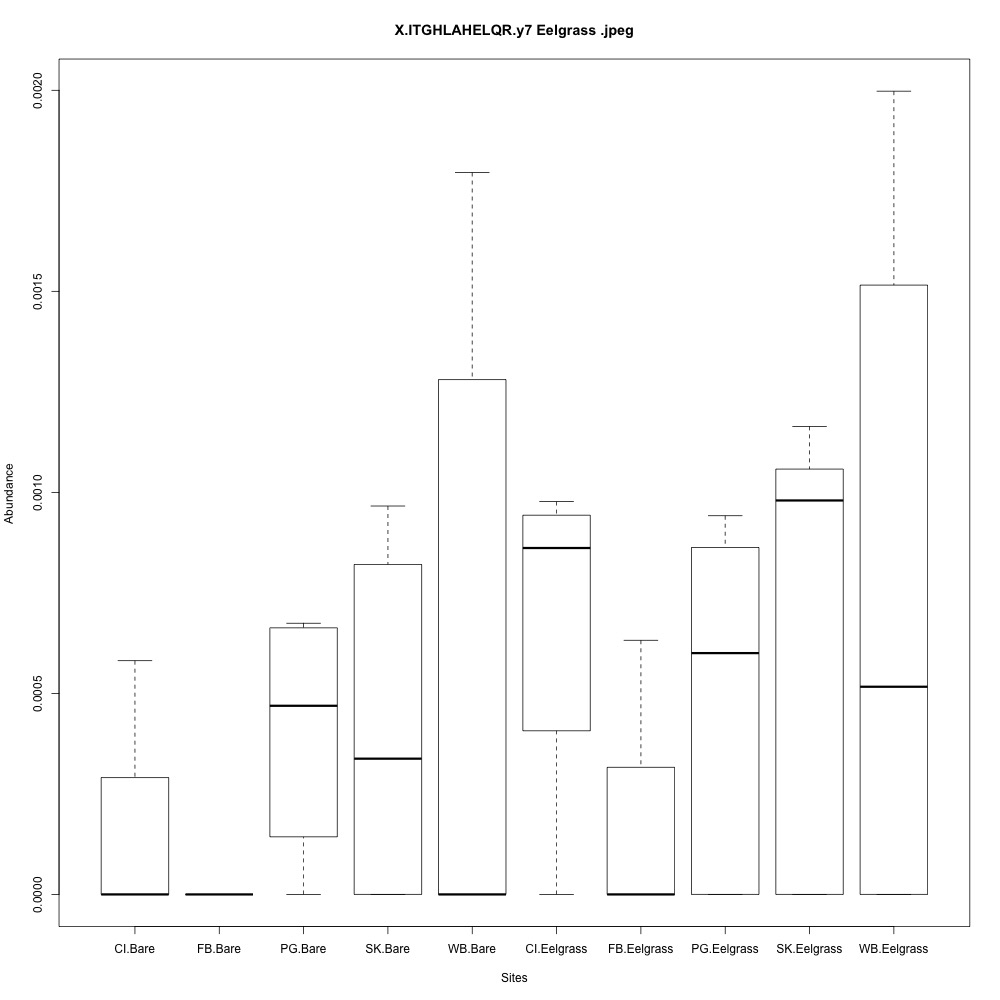 X.ITGHLAHELQR.y7 Eelgrass .jpeg
Abundance
0.0020
0.0015
0.0010
0.0005
0.0000
CI.Bare FB.Bare PG.Bare SK.Bare WB.Bare CI.Eelgrass FB.Eelgrass PG.Eelgrass SK.Eelgrass WB.Eelgrass
Sites